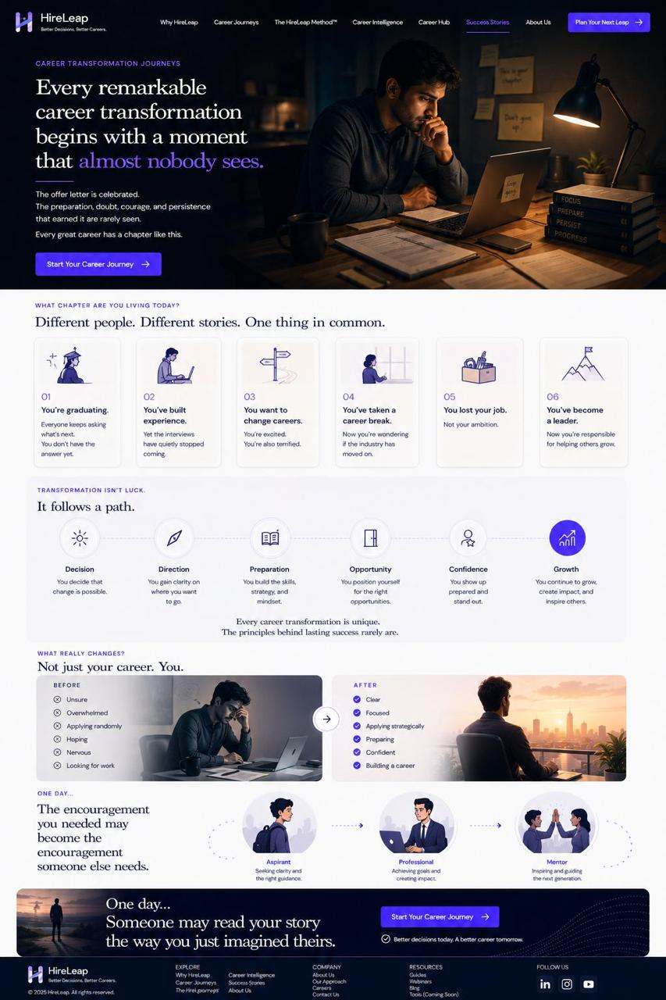 HireLeap
Better Decisions. Better Careers.
Why HireLeap
Career Journeys
The HireLeap Method™
Career Intelligence
Career Hub
Success Stories
About Us
Plan Your Next Leap
CAREER TRANSFORMATION JOURNEYS
Every remarkable
career transformation
begins with a moment
that almost nobody sees.
The offer letter is celebrated.
The preparation, doubt, courage, and persistence
that earned it are rarely seen.
Every great career has a chapter like this.
Start Your Career Journey
This is your
chapter.
Don't give
up.
Keep
going.
FOCUS
PREPARE
PERSIST
PROGRESS
WHAT CHAPTER ARE YOU LIVING TODAY?
Different people. Different stories. One thing in common.
01
You're graduating.
Everyone keeps asking
what's next.
You don't have the
answer yet.
02
You've built
experience.
Yet the interviews
have quietly stopped
coming.
03
You want to
change careers.
You're excited.
You're also terrified.
04
You've taken a
career break.
Now you're wondering
if the industry has
moved on.
05
You lost your job.
Not your ambition.
06
You've become
a leader.
Now you're responsible
for helping others grow.
TRANSFORMATION ISN'T LUCK.
It follows a path.
Decision
You decide that
change is possible.
Direction
You gain clarity on
where you want
to go.
Preparation
You build the skills,
strategy, and
mindset.
Opportunity
You position yourself
for the right
opportunities.
Confidence
You show up
prepared and
stand out.
Growth
You continue to grow,
create impact, and
inspire others.
Every career transformation is unique.
The principles behind lasting success rarely are.
WHAT REALLY CHANGES?
Not just your career. You.
BEFORE
Unsure
Overwhelmed
Applying randomly
Hoping
Nervous
Looking for work
AFTER
Clear
Focused
Applying strategically
Preparing
Confident
Building a career
ONE DAY...
The encouragement
you needed may
become the
encouragement
someone else needs.
Aspirant
Seeking clarity and
the right guidance.
Professional
Achieving goals and
creating impact.
Mentor
Inspiring and guiding
the next generation.
One day...
Someone may read your story
the way you just imagined theirs.
Start Your Career Journey
Better decisions today. A better career tomorrow.
HireLeap
Better Decisions. Better Careers.
© 2025 HireLeap. All rights reserved.
EXPLORE
Why HireLeap
Career Journeys
Career Intelligence
Success Stories
About Us
COMPANY
About Us
Our Approach
Careers
Contact Us
RESOURCES
Guides
Webinars
Blog
Tools (Coming Soon)
FOLLOW US